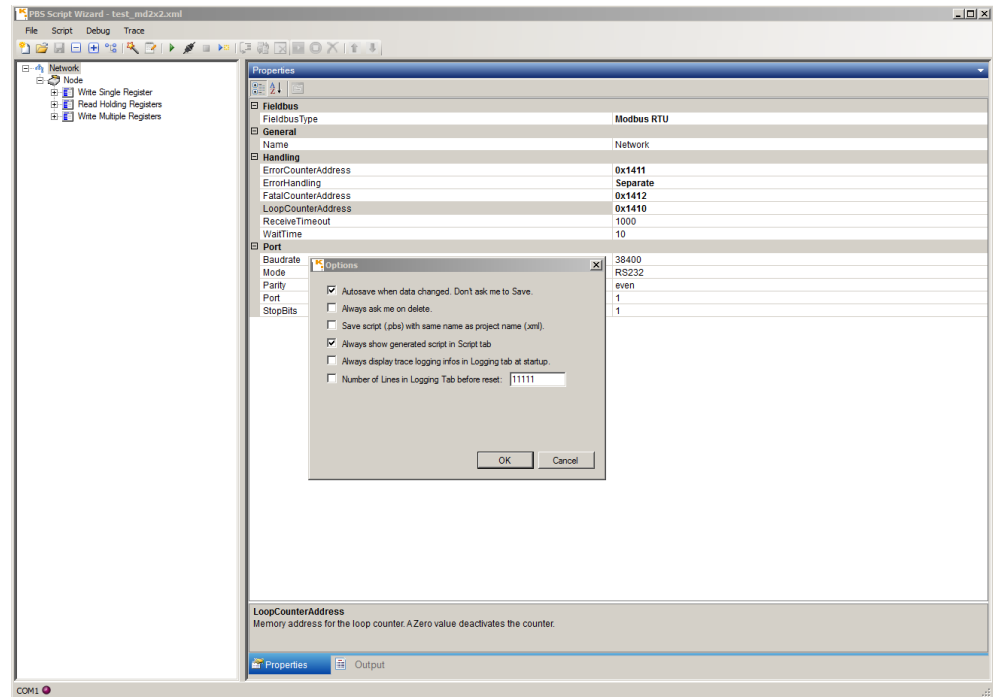 PBS Script Wizard - test_md2x2.xml
File Script Debug Trace
Network
Node
Write Single Register
Read Holding Registers
Write Multiple Registers
Properties
Fieldbus
FieldbusType Modbus RTU
General
Name Network
Handling
ErrorCounterAddress 0x1411
ErrorHandling Separate
FatalCounterAddress 0x1412
LoopCounterAddress 0x1410
ReceiveTimeout 1000
WaitTime 10
Port
Baudrate 38400
Mode RS232
Parity even
Port 1
StopBits 1
Options
Autosave when data changed. Don't ask me to Save.
Always ask me on delete.
Save script (.pbs) with same name as project name (.xml).
Always show generated script in Script tab
Always display trace logging infos in Logging tab at startup.
Number of Lines in Logging Tab before reset: 11111
OK Cancel
LoopCounterAddress
Memory address for the loop counter. A Zero value deactivates the counter.
Properties Output
COM1